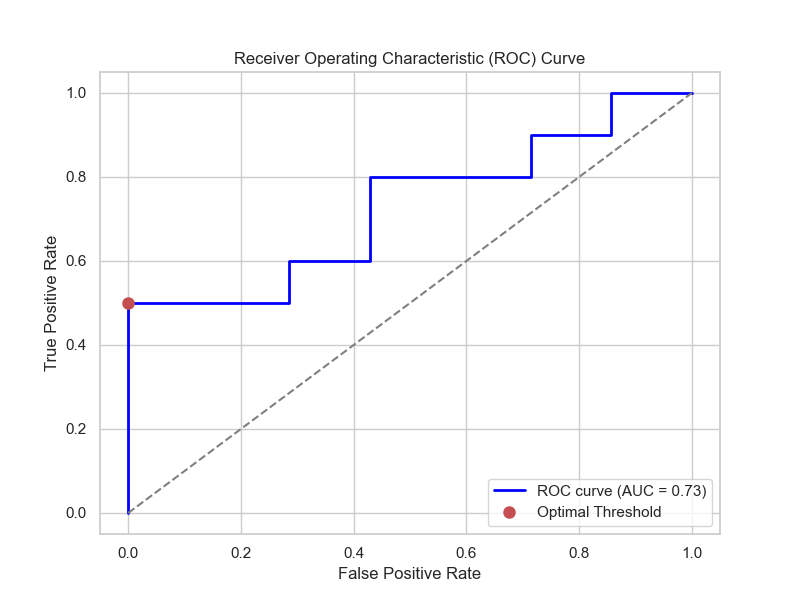 Receiver Operating Characteristic (ROC) Curve
1.0
0.8
0.6
0.4
0.2
0.0
True Positive Rate
0.0 0.2 0.4 0.6 0.8 1.0
False Positive Rate
ROC curve (AUC = 0.73)
Optimal Threshold